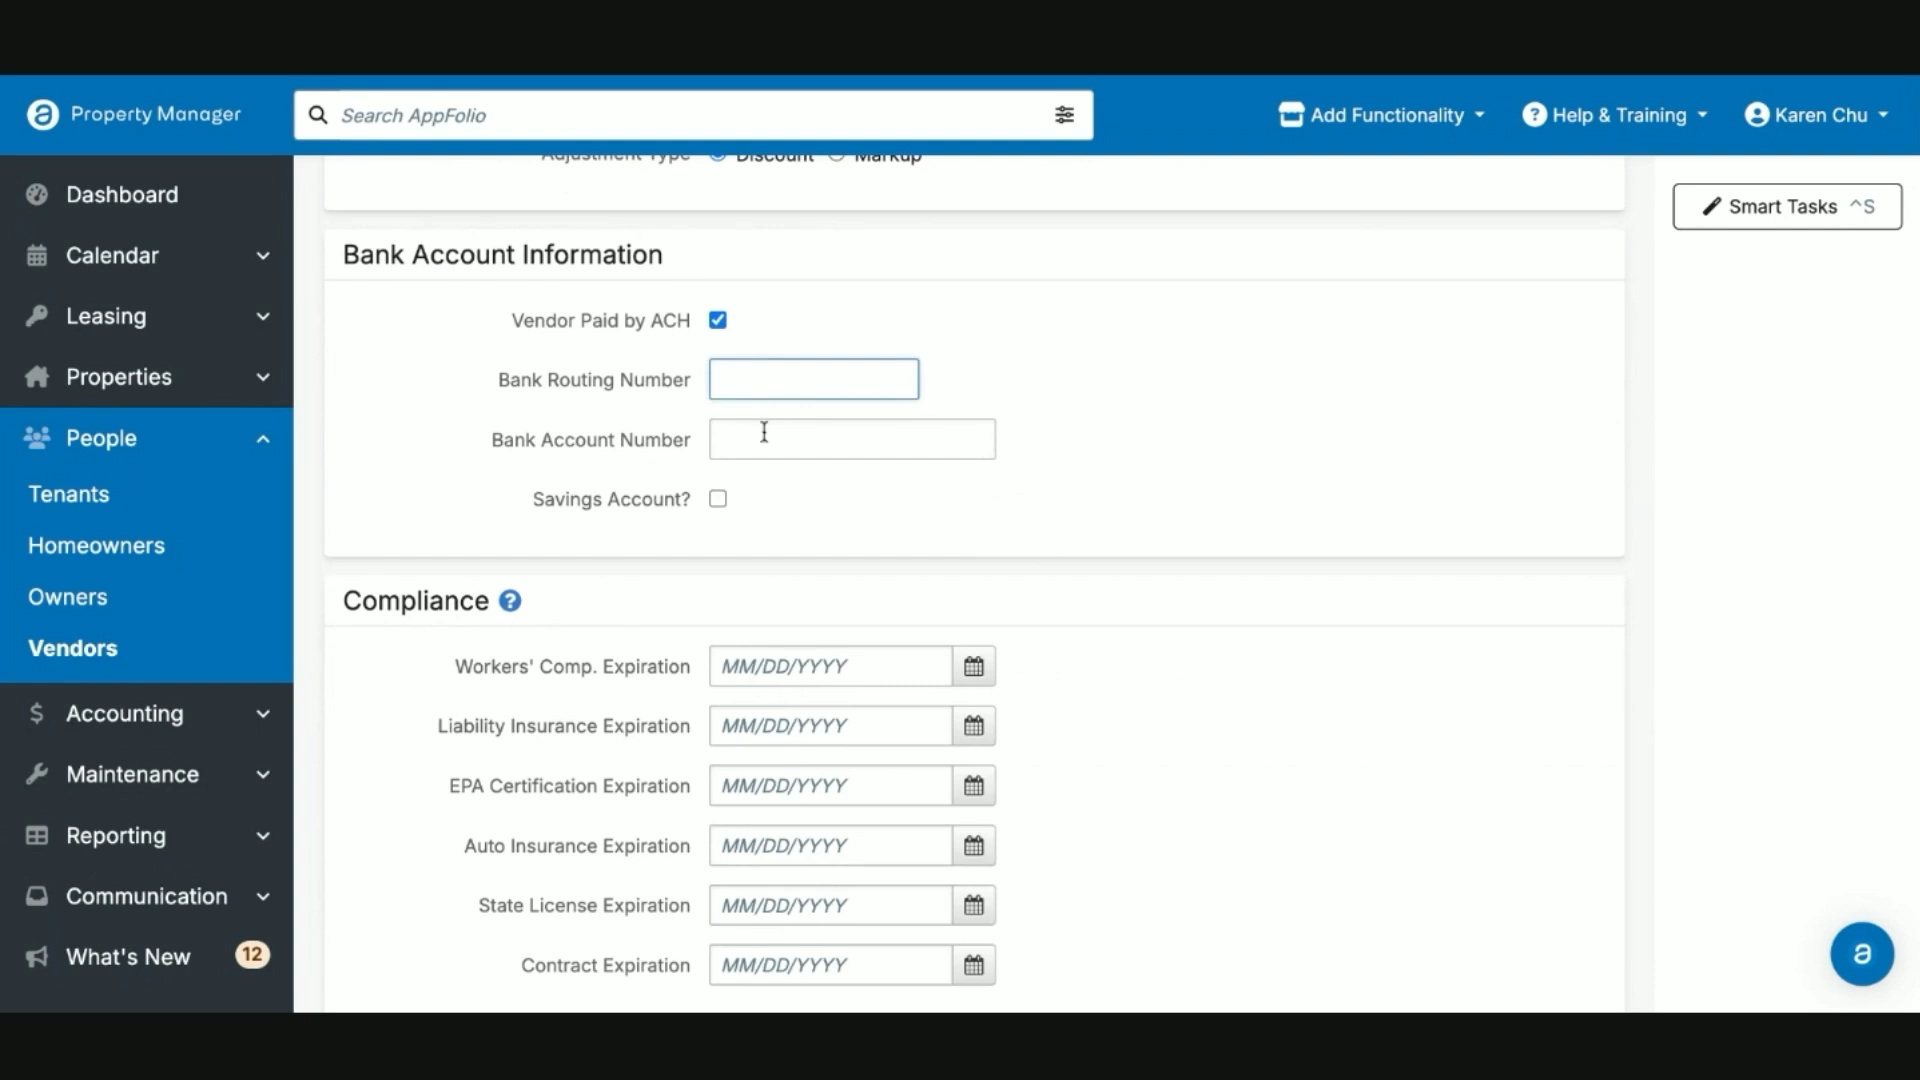 Property Manager
Search AppFolio
Add Functionality
Help & Training
Karen Chu
Dashboard
Calendar
Leasing
Properties
People
Tenants
Homeowners
Owners
Vendors
Accounting
Maintenance
Reporting
Communication
What's New 12
Adjustment Type Discount Markup
Bank Account Information
Vendor Paid by ACH
Bank Routing Number
Bank Account Number
Savings Account?
Compliance ?
Workers' Comp. Expiration MM/DD/YYYY
Liability Insurance Expiration MM/DD/YYYY
EPA Certification Expiration MM/DD/YYYY
Auto Insurance Expiration MM/DD/YYYY
State License Expiration MM/DD/YYYY
Contract Expiration MM/DD/YYYY
Smart Tasks ^S
a